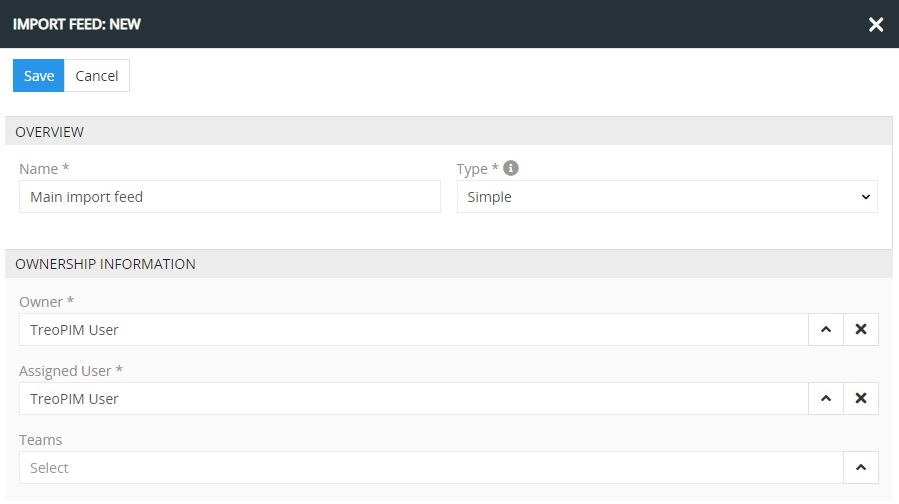 IMPORT FEED: NEW
Save Cancel
OVERVIEW
Name * Type *
Main import feed Simple
OWNERSHIP INFORMATION
Owner *
TreoPIM User
Assigned User *
TreoPIM User
Teams
Select